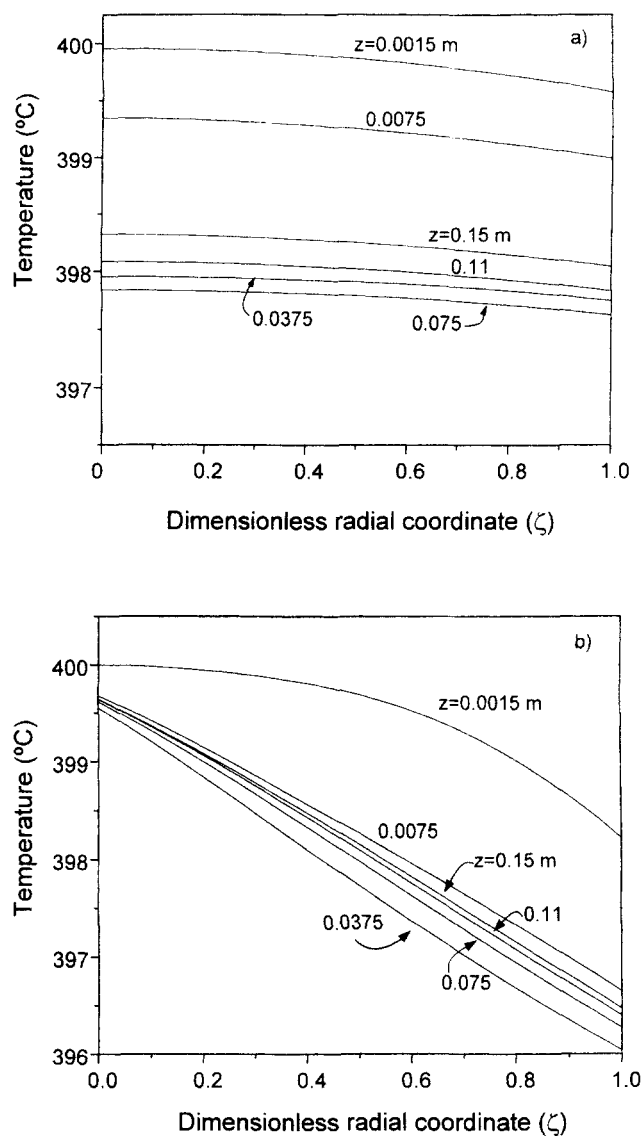 a)
400
z=0.0015 m
0.0075
399
z=0.15 m
0.11
398
0.0375
0.075
397
Temperature (ºC)
0 0.2 0.4 0.6 0.8 1.0
Dimensionless radial coordinate (ζ)
b)
400
z=0.0015 m
399
0.0075
z=0.15 m
398
0.11
0.0375
0.075
397
396
Temperature (ºC)
0.0 0.2 0.4 0.6 0.8 1.0
Dimensionless radial coordinate (ζ)